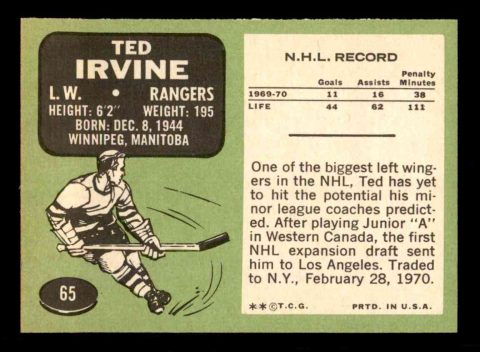 TED
IRVINE
L.W. • RANGERS
HEIGHT: 6'2" WEIGHT: 195
BORN: DEC. 8, 1944
WINNIPEG, MANITOBA
65
N.H.L. RECORD
Goals Assists Penalty Minutes
1969-70 11 16 38
LIFE 44 62 111
One of the biggest left wing-
ers in the NHL, Ted has yet
to hit the potential his mi-
nor league coaches predict-
ed. After playing Junior "A"
in Western Canada, the first
NHL expansion draft sent
him to Los Angeles. Traded
to N.Y., February 28, 1970.
**©T.C.G. PRTD. IN U.S.A.